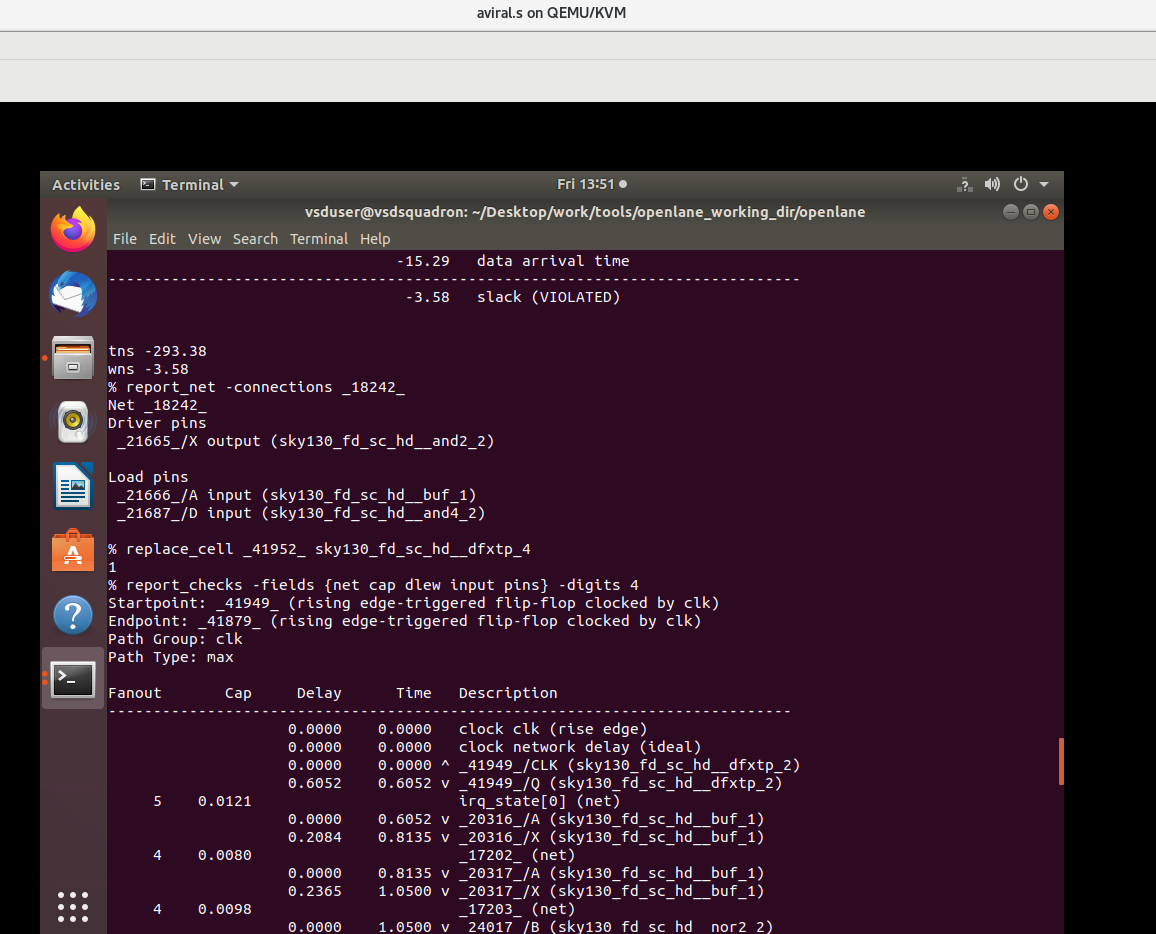 aviral.s on QEMU/KVM
Activities Terminal Fri 13:51
vsduser@vsdsquadron: ~/Desktop/work/tools/openlane_working_dir/openlane
File Edit View Search Terminal Help
-15.29 data arrival time
-----------------------------------------------------------------------------
-3.58 slack (VIOLATED)
tns -293.38
wns -3.58
% report_net -connections _18242_
Net _18242_
Driver pins
_21665_/X output (sky130_fd_sc_hd__and2_2)
Load pins
_21666_/A input (sky130_fd_sc_hd__buf_1)
_21687_/D input (sky130_fd_sc_hd__and4_2)
% replace_cell _41952_ sky130_fd_sc_hd__dfxtp_4
1
% report_checks -fields {net cap dlew input pins} -digits 4
Startpoint: _41949_ (rising edge-triggered flip-flop clocked by clk)
Endpoint: _41879_ (rising edge-triggered flip-flop clocked by clk)
Path Group: clk
Path Type: max
Fanout Cap Delay Time Description
----------------------------------------------------------------------------
0.0000 0.0000 clock clk (rise edge)
0.0000 0.0000 clock network delay (ideal)
0.0000 0.0000 ^ _41949_/CLK (sky130_fd_sc_hd__dfxtp_2)
0.6052 0.6052 v _41949_/Q (sky130_fd_sc_hd__dfxtp_2)
5 0.0121 irq_state[0] (net)
0.0000 0.6052 v _20316_/A (sky130_fd_sc_hd__buf_1)
0.2084 0.8135 v _20316_/X (sky130_fd_sc_hd__buf_1)
4 0.0080 _17202_ (net)
0.0000 0.8135 v _20317_/A (sky130_fd_sc_hd__buf_1)
0.2365 1.0500 v _20317_/X (sky130_fd_sc_hd__buf_1)
4 0.0098 _17203_ (net)
0.0000 1.0500 v _24017_/B (sky130_fd_sc_hd__nor2_2)